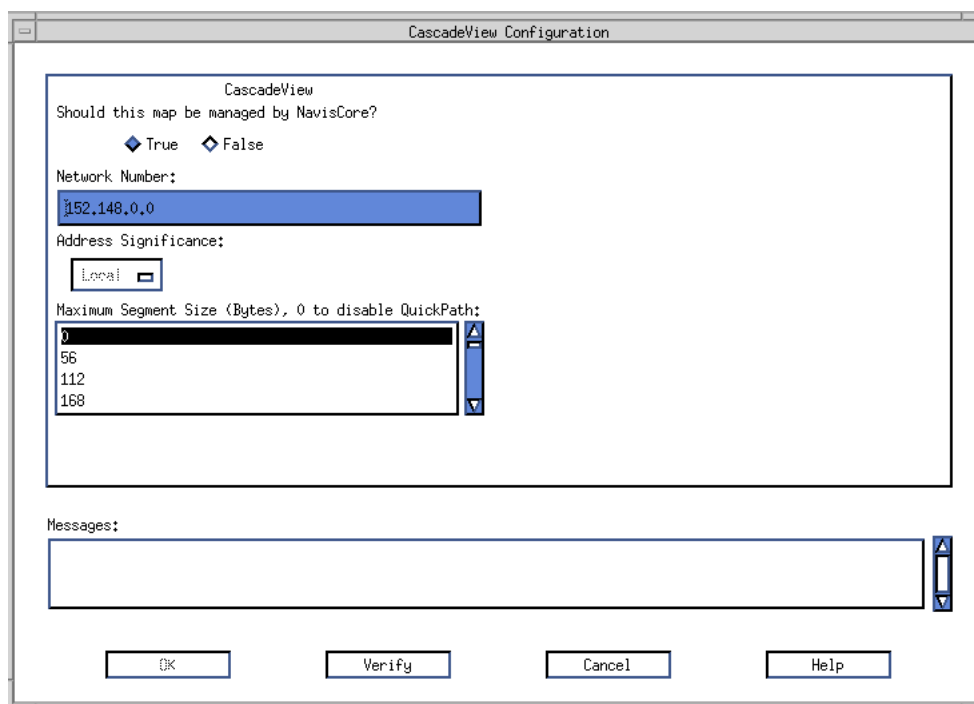 CascadeView Configuration
CascadeView
Should this map be managed by NavisCore?
True False
Network Number:
152.148.0.0
Address Significance:
Local
Maximum Segment Size (Bytes), 0 to disable QuickPath:
0
56
112
168
Messages:
OK Verify Cancel Help